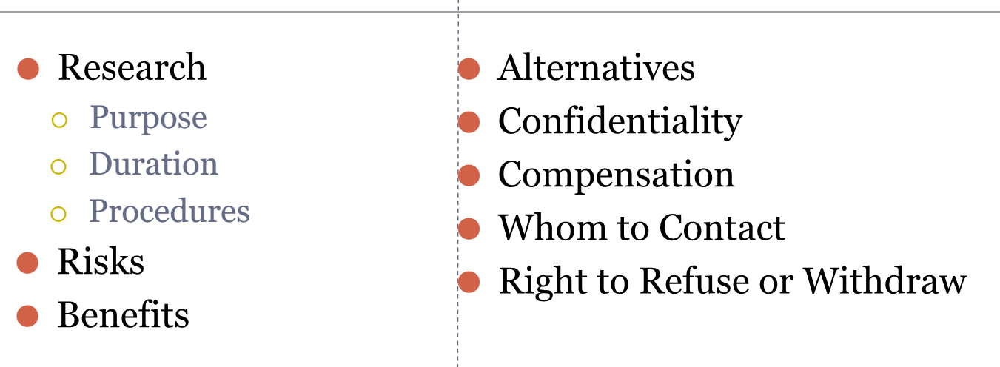 Research
Purpose
Duration
Procedures
Risks
Benefits
Alternatives
Confidentiality
Compensation
Whom to Contact
Right to Refuse or Withdraw